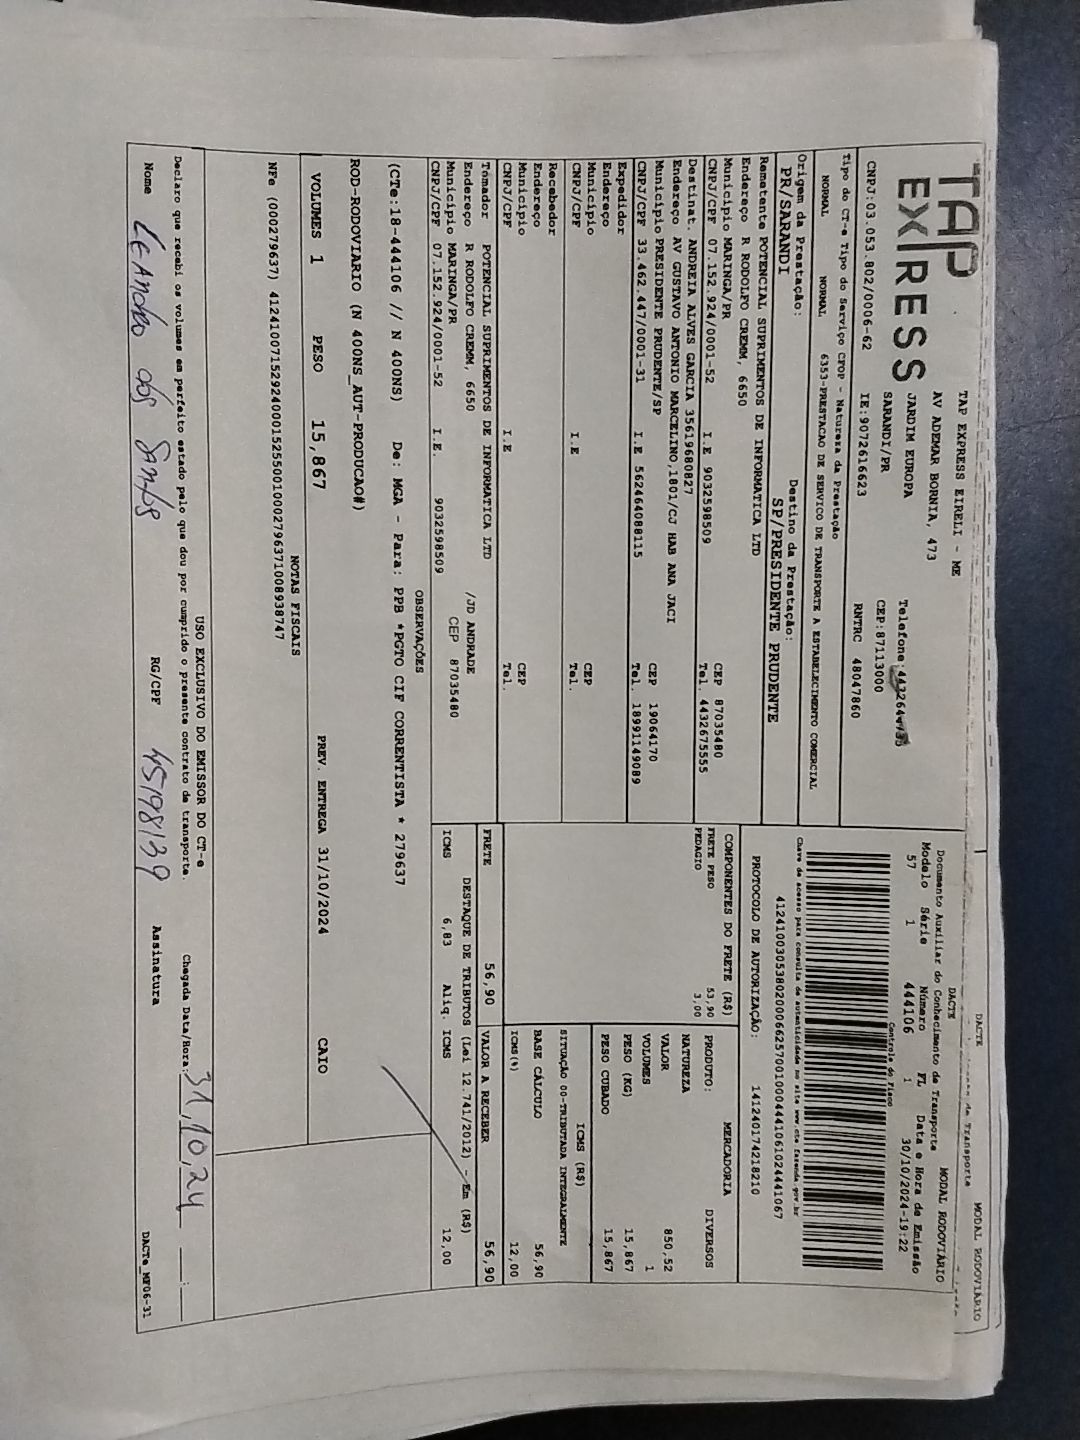 TAP
EXPRESS
TAP EXPRESS EIRELI - ME
AV ADEMAR BORNIA, 473
JARDIM EUROPA
SARANDI/PR
CEP:87113000
CNPJ:03.053.802/0006-62 IE:9072616623 RNTRC 48047860
Tipo do CT-e Tipo do Serviço CFOP - Natureza da Prestação
NORMAL NORMAL 6353-PRESTACAO DE SERVICO DE TRANSPORTE A ESTABELECIMENTO COMERCIAL
Origem da Prestação: Destino da Prestação:
PR/SARANDI SP/PRESIDENTE PRUDENTE
Remetente POTENCIAL SUPRIMENTOS DE INFORMATICA LTD
Endereço R RODOLFO CREMM, 6650
Município MARINGA/PR CEP 87035480
CNPJ/CPF 07.152.924/0001-52 I.E 9032598509 Tel. 4432675555
Destinat. ANDREIA ALVES GARCIA 35619680827
Endereço AV GUSTAVO ANTONIO MARCELINO,1801/CJ HAB ANA JACI
Município PRESIDENTE PRUDENTE/SP CEP 19064170
CNPJ/CPF 33.462.447/0001-31 I.E 562464088115 Tel. 18991149089
Expedidor
Endereço
Município CEP
CNPJ/CPF I.E Tel.
Recebedor
Endereço
Município CEP
CNPJ/CPF I.E Tel.
Tomador POTENCIAL SUPRIMENTOS DE INFORMATICA LTD
Endereço R RODOLFO CREMM, 6650 /JD ANDRADE
Município MARINGA/PR CEP 87035480
CNPJ/CPF 07.152.924/0001-52 I.E. 9032598509
DACTE MODAL RODOVIÁRIO
de Transporte
DACTE MODAL RODOVIÁRIO
Documento Auxiliar do Conhecimento de Transporte
Modelo Série Número FL Data e Hora de Emissão
57 1 444106 1 30/10/2024-19:22
Controle do Fisco
Chave de acesso para consulta de autenticidade no site www.cte.fazenda.gov.br
41241003053802000662570010004441061024441067
PROTOCOLO DE AUTORIZAÇÃO: 141240174218210
COMPONENTES DO FRETE (R$)
FRETE PESO 53,90
PEDAGIO 3,00
MERCADORIA
PRODUTO: DIVERSOS
NATUREZA
VALOR 850,52
VOLUMES 1
PESO (KG) 15,867
PESO CUBADO 15,867
ICMS (R$)
SITUAÇÃO 00-TRIBUTADA INTEGRALMENTE
BASE CÁLCULO 56,90
ICMS(%) 12,00
FRETE 56,90 VALOR A RECEBER 56,90
DESTAQUE DE TRIBUTOS (Lei 12.741/2012) - Em (R$)
ICMS 6,83 Aliq. ICMS 12,00
OBSERVAÇÕES
(CTe:18-444106 // N 400NS) De: MGA - Para: PPB *PGTO CIF CORRENTISTA * 279637
ROD-RODOVIARIO (N 400NS_AUT-PRODUCAO#)
VOLUMES 1 PESO 15,867 PREV. ENTREGA 31/10/2024 CAIO
NOTAS FISCAIS
NFe (000279637) 41241007152924000152550010002796371008938747
USO EXCLUSIVO DO EMISSOR DO CT-e
Declaro que recebi os volumes em perfeito estado pelo que dou por cumprido o presente contrato de transporte. Chegada Data/Hora: 31,10,24 :
Nome LEANDRO dos Santos RG/CPF 45198139 Assinatura
DACTe_MF06-31